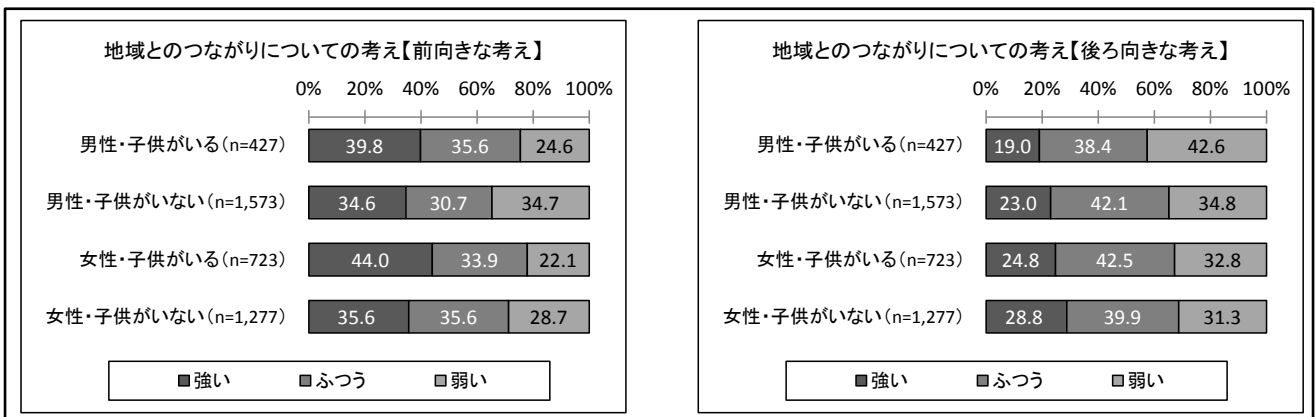 地域とのつながりについての考え【前向きな考え】
0% 20% 40% 60% 80% 100%
男性・子供がいる(n=427) 39.8 35.6 24.6
男性・子供がいない(n=1,573) 34.6 30.7 34.7
女性・子供がいる(n=723) 44.0 33.9 22.1
女性・子供がいない(n=1,277) 35.6 35.6 28.7
■強い ■ふつう ■弱い
地域とのつながりについての考え【後ろ向きな考え】
0% 20% 40% 60% 80% 100%
男性・子供がいる(n=427) 19.0 38.4 42.6
男性・子供がいない(n=1,573) 23.0 42.1 34.8
女性・子供がいる(n=723) 24.8 42.5 32.8
女性・子供がいない(n=1,277) 28.8 39.9 31.3
■強い ■ふつう ■弱い